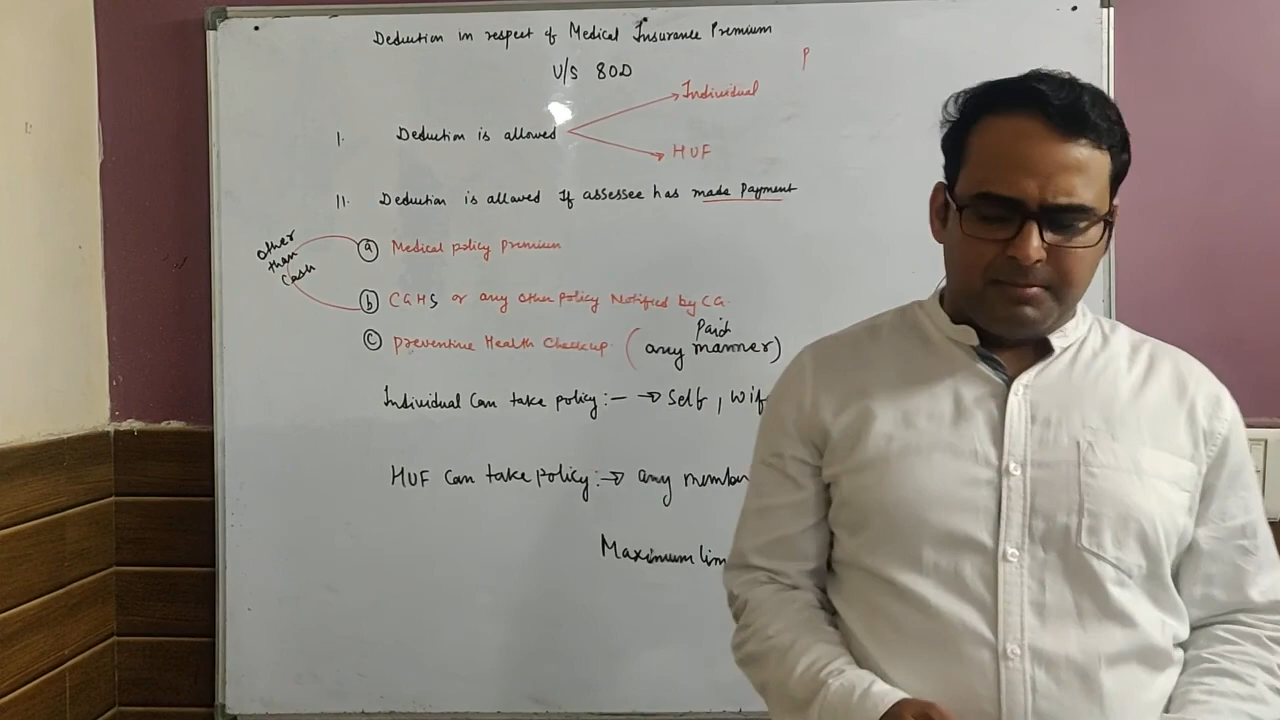 Deduction in respect of Medical Insurance Premium
U/S 80D
P
I. Deduction is allowed
Individual
HUF
II. Deduction is allowed If assessee has made payment
Other than Cash
(a) Medical policy premium
(b) CGHS or any other policy Notified by CG.
(c) preventive Health Checkup (Paid any manner)
Individual Can take policy :- → Self, Wif
HUF Can take policy :→ any member
Maximum lim